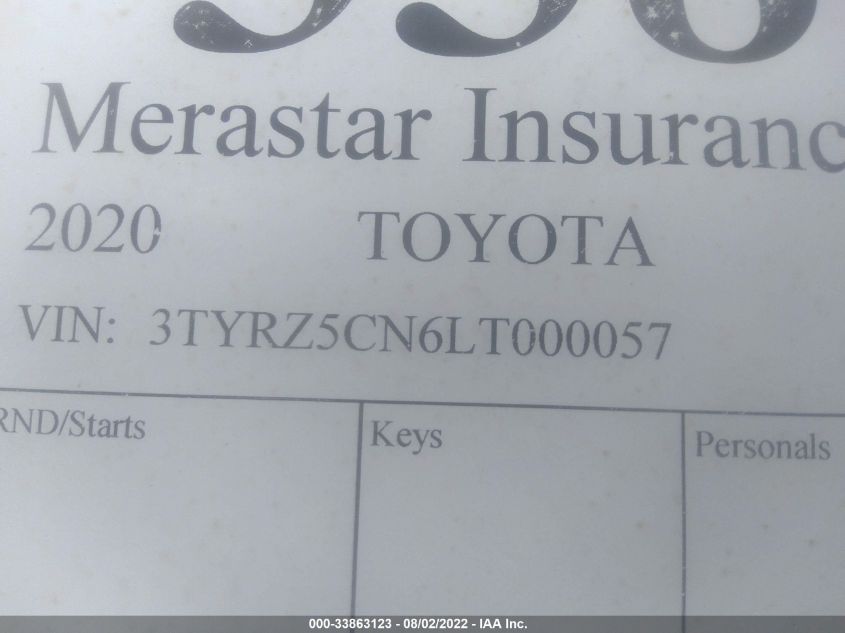 Merastar Insuranc
2020 TOYOTA
VIN: 3TYRZ5CN6LT000057
RND/Starts Keys Personals
000-33863123 - 08/02/2022 - IAA Inc.